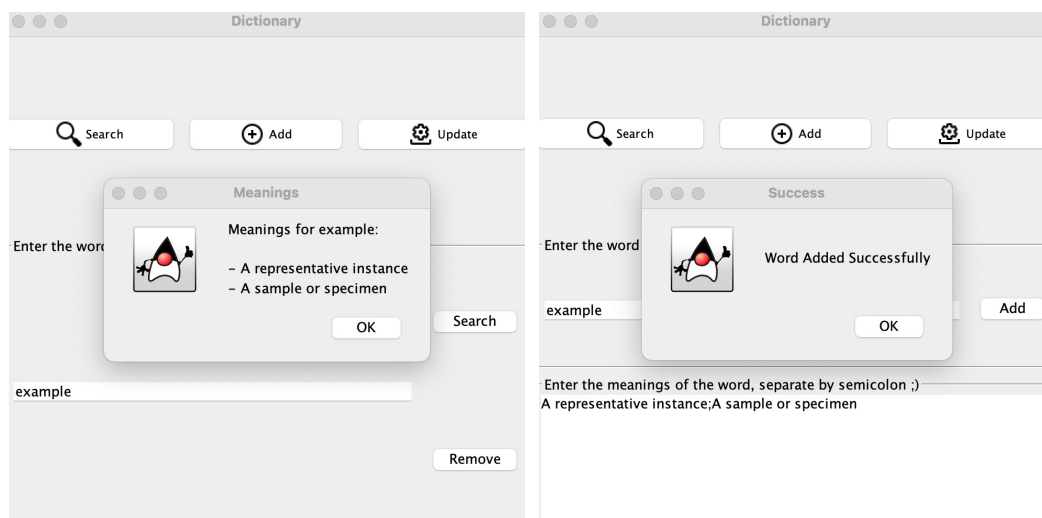 Dictionary
Search
Add
Update
Meanings
Meanings for example:
- A representative instance
- A sample or specimen
OK
Enter the word
Search
example
Remove
Dictionary
Search
Add
Update
Success
Word Added Successfully
OK
Enter the word
example
Add
Enter the meanings of the word, separate by semicolon ;)
A representative instance;A sample or specimen